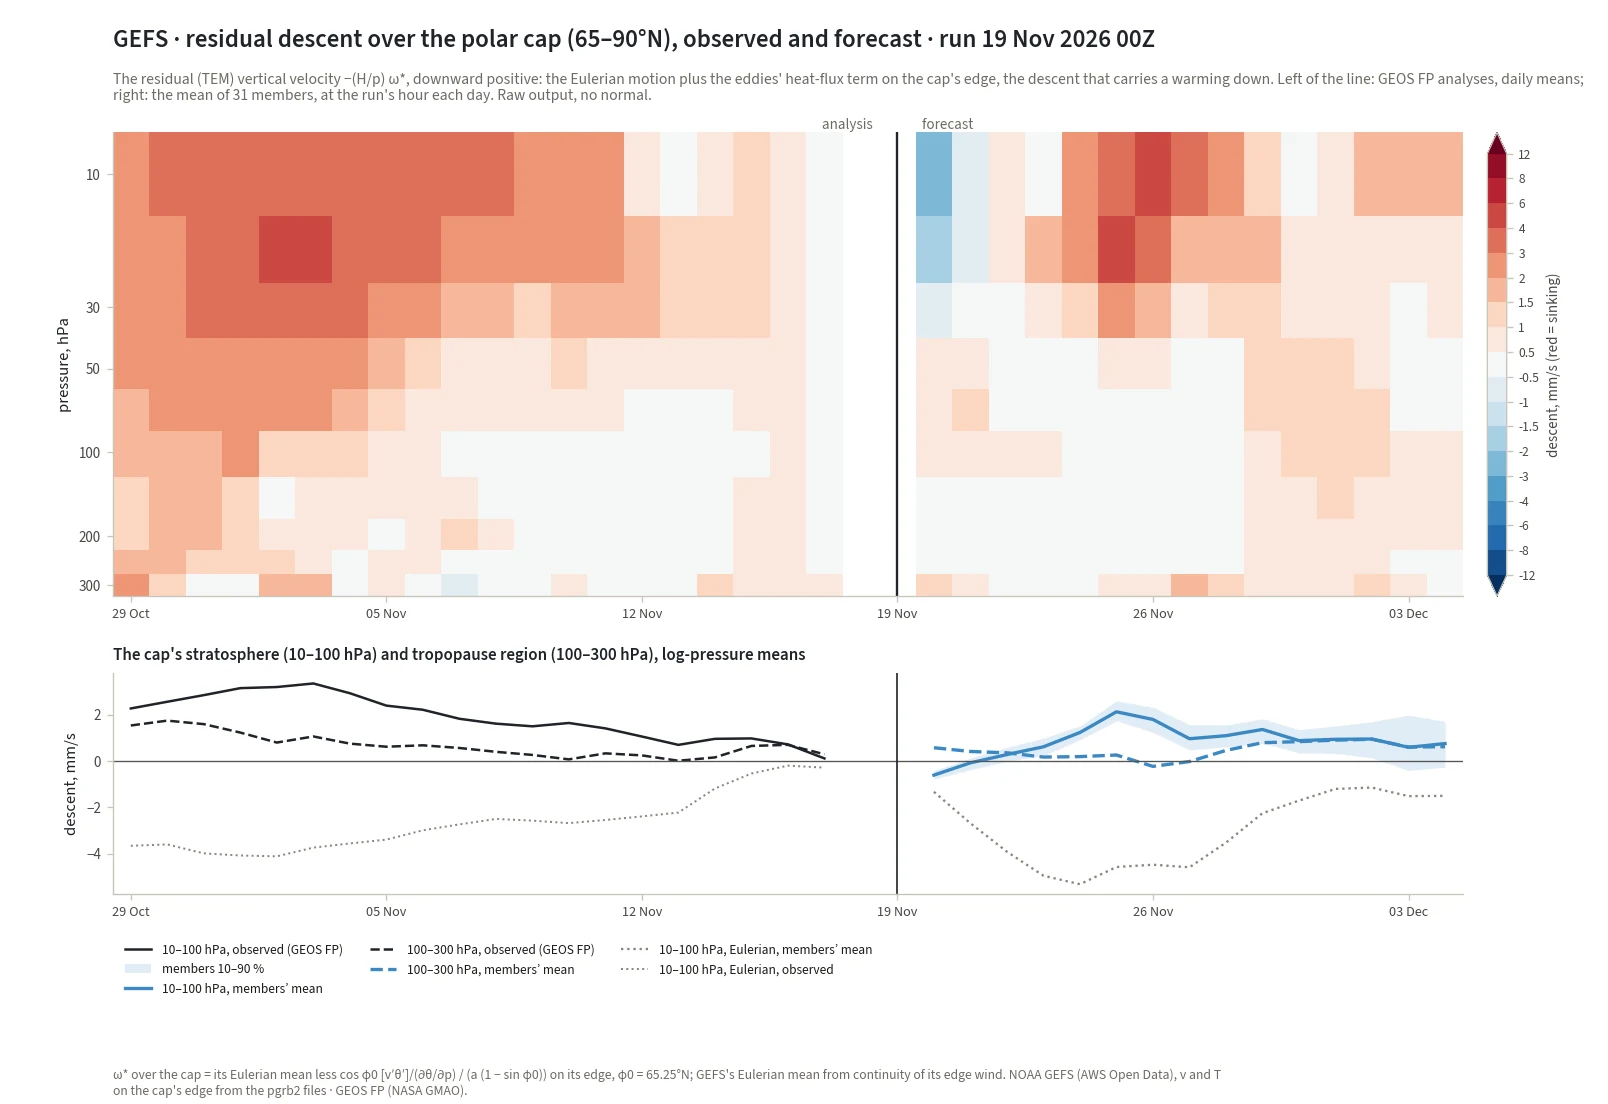 GEFS · residual descent over the polar cap (65–90°N), observed and forecast · run 19 Nov 2026 00Z
The residual (TEM) vertical velocity −(H/p) ω*, downward positive: the Eulerian motion plus the eddies' heat-flux term on the cap's edge, the descent that carries a warming down. Left of the line: GEOS FP analyses, daily means;
right: the mean of 31 members, at the run's hour each day. Raw output, no normal.
analysis
forecast
pressure, hPa
10
30
50
100
200
300
29 Oct
05 Nov
12 Nov
19 Nov
26 Nov
03 Dec
12
8
6
4
3
2
1.5
1
0.5
-0.5
-1
-1.5
-2
-3
-4
-6
-8
-12
descent, mm/s (red = sinking)
The cap's stratosphere (10–100 hPa) and tropopause region (100–300 hPa), log-pressure means
descent, mm/s
2
0
−2
−4
29 Oct
05 Nov
12 Nov
19 Nov
26 Nov
03 Dec
10–100 hPa, observed (GEOS FP)
members 10–90 %
10–100 hPa, members’ mean
100–300 hPa, observed (GEOS FP)
100–300 hPa, members’ mean
10–100 hPa, Eulerian, members’ mean
10–100 hPa, Eulerian, observed
ω* over the cap = its Eulerian mean less cos φ0 [v′θ′]/(∂θ/∂p) / (a (1 − sin φ0)) on its edge, φ0 = 65.25°N; GEFS's Eulerian mean from continuity of its edge wind. NOAA GEFS (AWS Open Data), v and T
on the cap's edge from the pgrb2 files · GEOS FP (NASA GMAO).